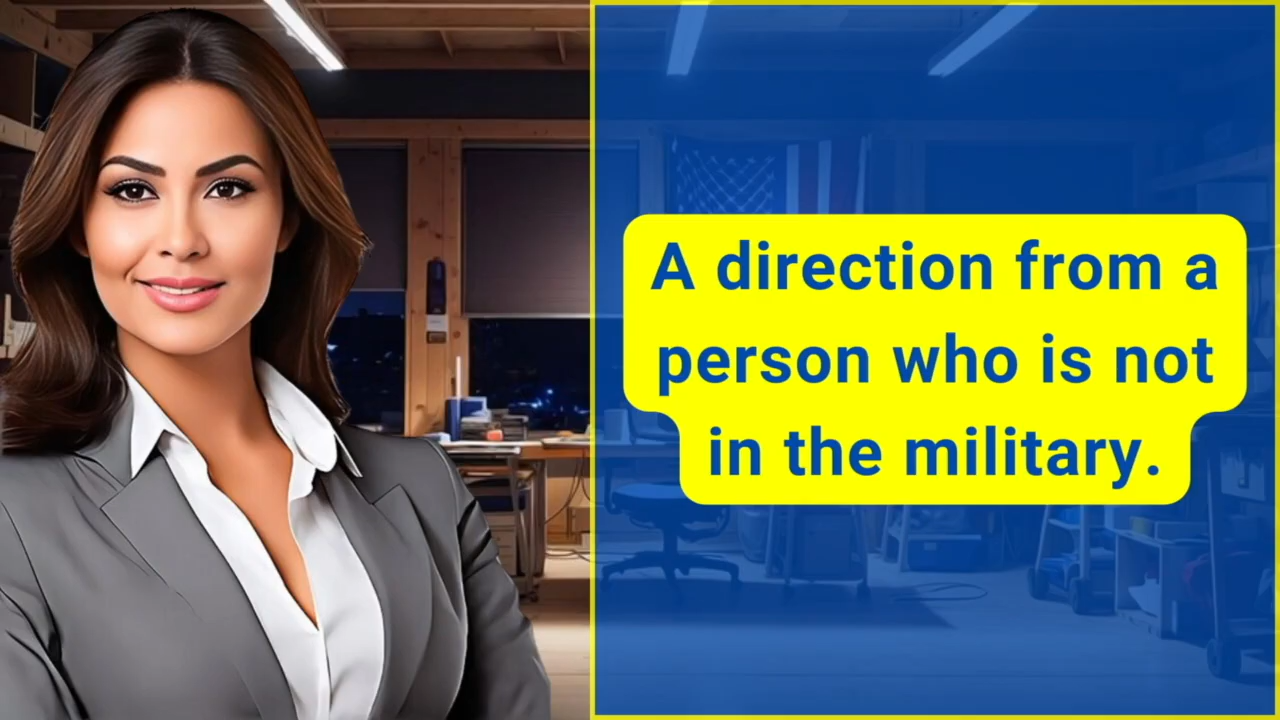 A direction from a
person who is not
in the military.